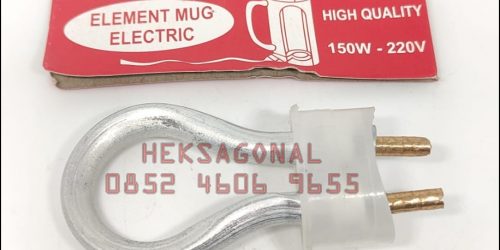 ELEMENT MUG
ELECTRIC
HIGH QUALITY
150W - 220V
HEKSAGONAL
0852 4606 9655